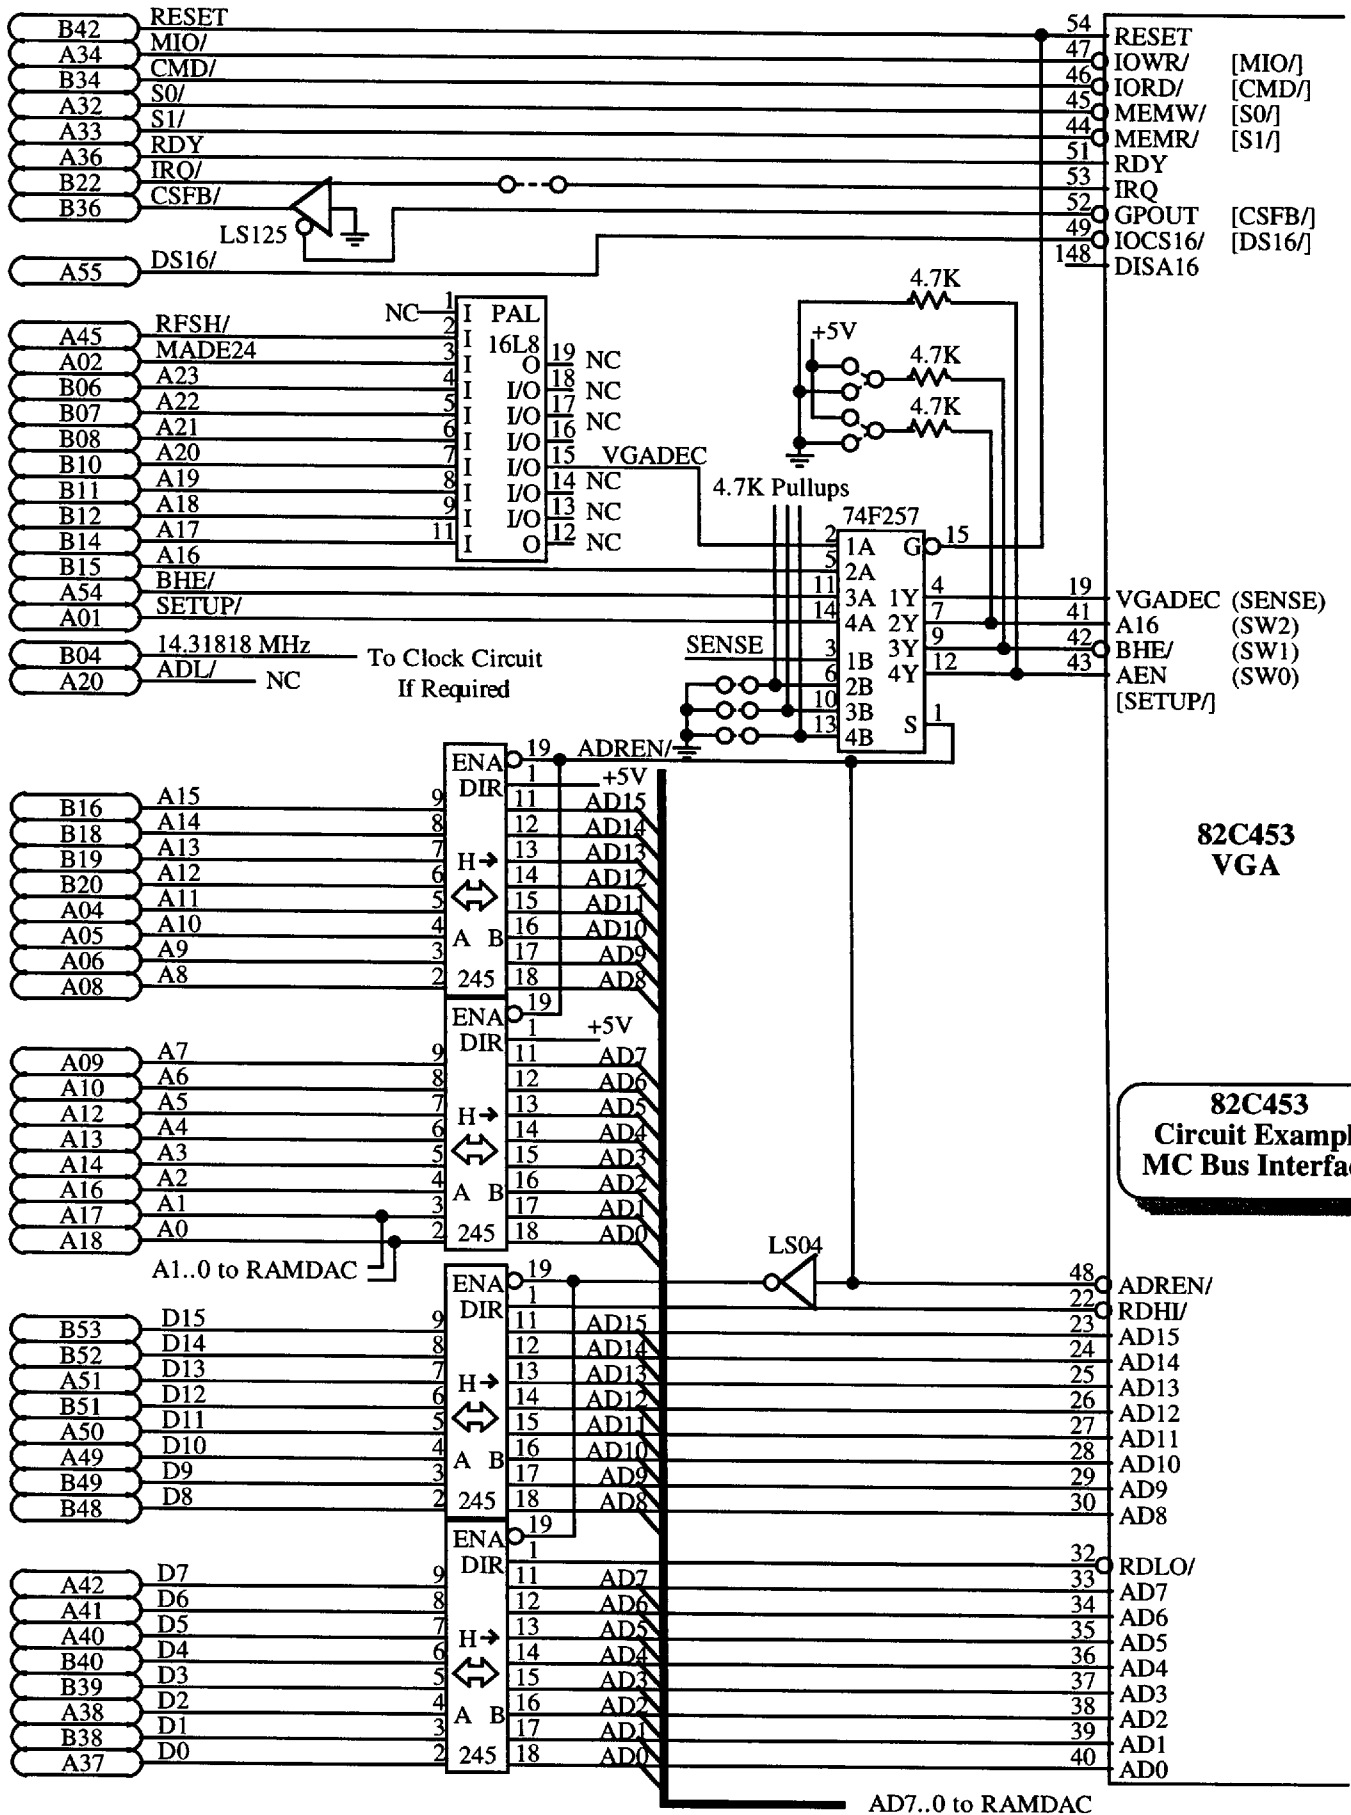 B42 RESET 54 RESET
A34 MIO/ 47 IOWR/ [MIO/]
B34 CMD/ 46 IORD/ [CMD/]
A32 S0/ 45 MEMW/ [S0/]
A33 S1/ 44 MEMR/ [S1/]
A36 RDY 51 RDY
B22 IRQ/ 53 IRQ
B36 CSFB/ 52 GPOUT [CSFB/]
LS125
49 IOCS16/ [DS16/]
A55 DS16/ 148 DISA16
4.7K
NC 1 I PAL
A45 RFSH/ 2 I 16L8 +5V
A02 MADE24 3 I O 19 NC 4.7K
B06 A23 4 I I/O 18 NC
B07 A22 5 I I/O 17 NC 4.7K
B08 A21 6 I I/O 16
B10 A20 7 I I/O 15 VGADEC
B11 A19 8 I I/O 14 NC 4.7K Pullups
B12 A18 9 I I/O 13 NC 74F257
B14 A17 11 I O 12 NC 2 1A G 15
B15 A16 5 2A
A54 BHE/ 11 3A 1Y 4 19 VGADEC (SENSE)
A01 SETUP/ 14 4A 2Y 7 41 A16 (SW2)
SENSE 3 1B 3Y 9 42 BHE/ (SW1)
B04 14.31818 MHz To Clock Circuit
If Required
A20 ADL/ NC
6 2B 4Y 12 43 AEN (SW0)
[SETUP/]
10 3B S 1
13 4B
ENA 19 ADREN/
DIR 1 +5V
B16 A15 9 11 AD15
B18 A14 8 12 AD14
B19 A13 7 H→ 13 AD13
B20 A12 6 14 AD12
A04 A11 5 15 AD11
A05 A10 4 A B 16 AD10
A06 A9 3 17 AD9
A08 A8 2 245 18 AD8
82C453
VGA
ENA 19
DIR 1 +5V
A09 A7 9 11 AD7
A10 A6 8 12 AD6
A12 A5 7 H→ 13 AD5
A13 A4 6 14 AD4
A14 A3 5 15 AD3
A16 A2 4 A B 16 AD2
A17 A1 3 17 AD1
A18 A0 2 245 18 AD0
82C453
Circuit Exampl
MC Bus Interfa
A1..0 to RAMDAC
LS04
ENA 19 48 ADREN/
DIR 1 22 RDHI/
B53 D15 9 11 AD15 23 AD15
B52 D14 8 12 AD14 24 AD14
A51 D13 7 H→ 13 AD13 25 AD13
B51 D12 6 14 AD12 26 AD12
A50 D11 5 15 AD11 27 AD11
A49 D10 4 A B 16 AD10 28 AD10
B49 D9 3 17 AD9 29 AD9
B48 D8 2 245 18 AD8 30 AD8
ENA 19
DIR 1 32 RDLO/
A42 D7 9 11 AD7 33 AD7
A41 D6 8 12 AD6 34 AD6
A40 D5 7 H→ 13 AD5 35 AD5
B40 D4 6 14 AD4 36 AD4
B39 D3 5 15 AD3 37 AD3
A38 D2 4 A B 16 AD2 38 AD2
B38 D1 3 17 AD1 39 AD1
A37 D0 2 245 18 AD0 40 AD0
AD7..0 to RAMDAC